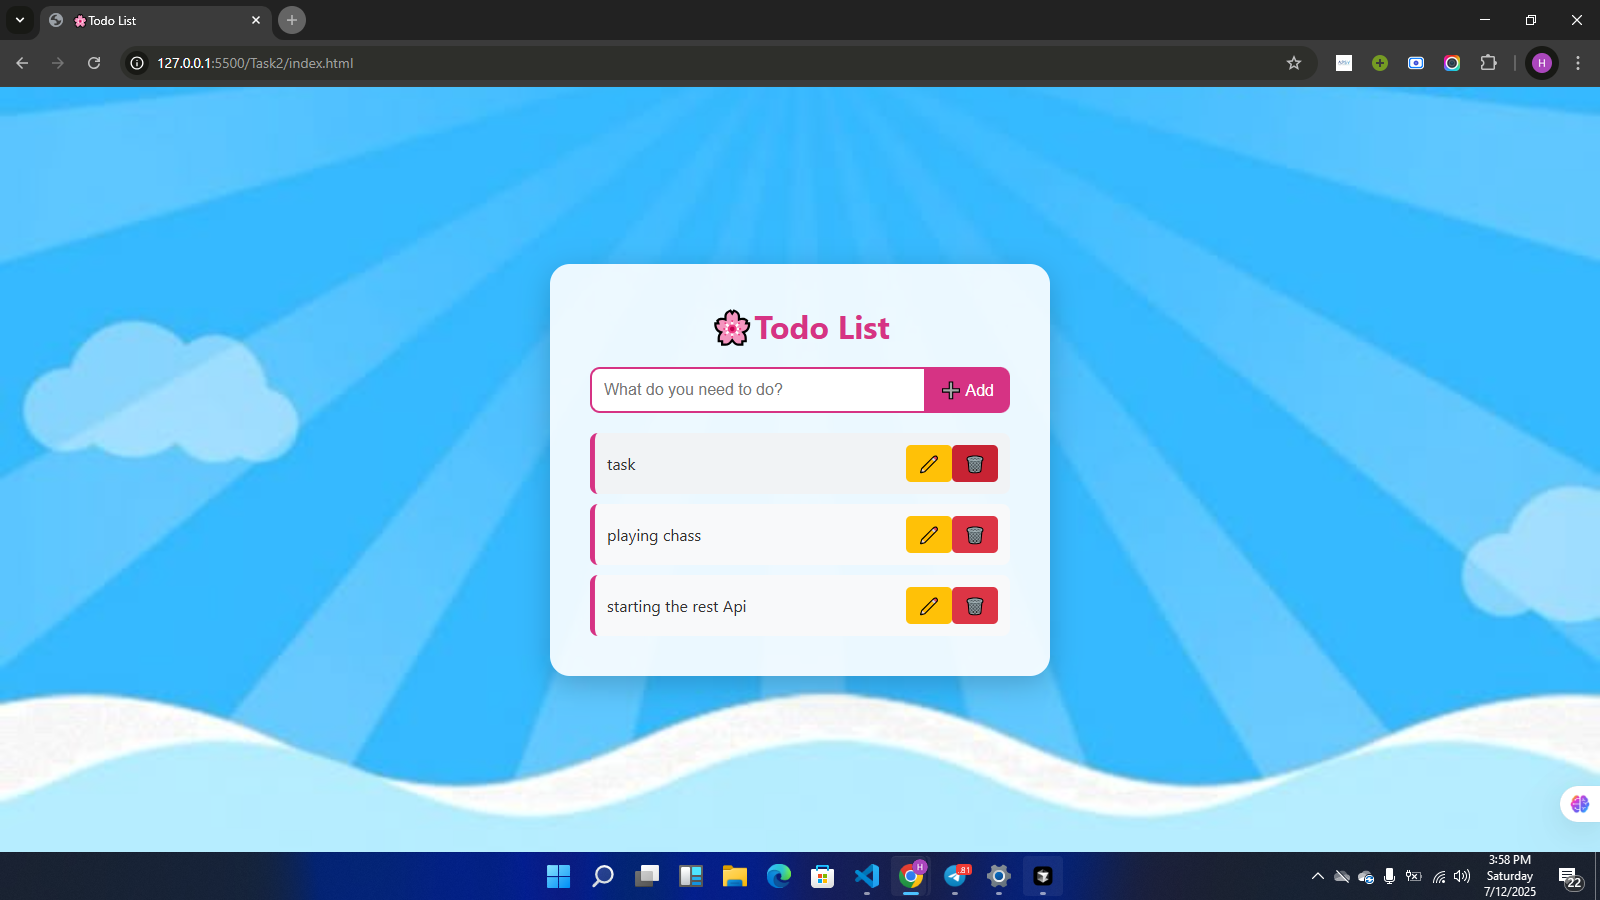 🌸Todo List
127.0.0.1:5500/Task2/index.html
H
🌸Todo List
What do you need to do?
➕ Add
task
playing chass
starting the rest Api
H
81
3:58 PM
Saturday
7/12/2025
22